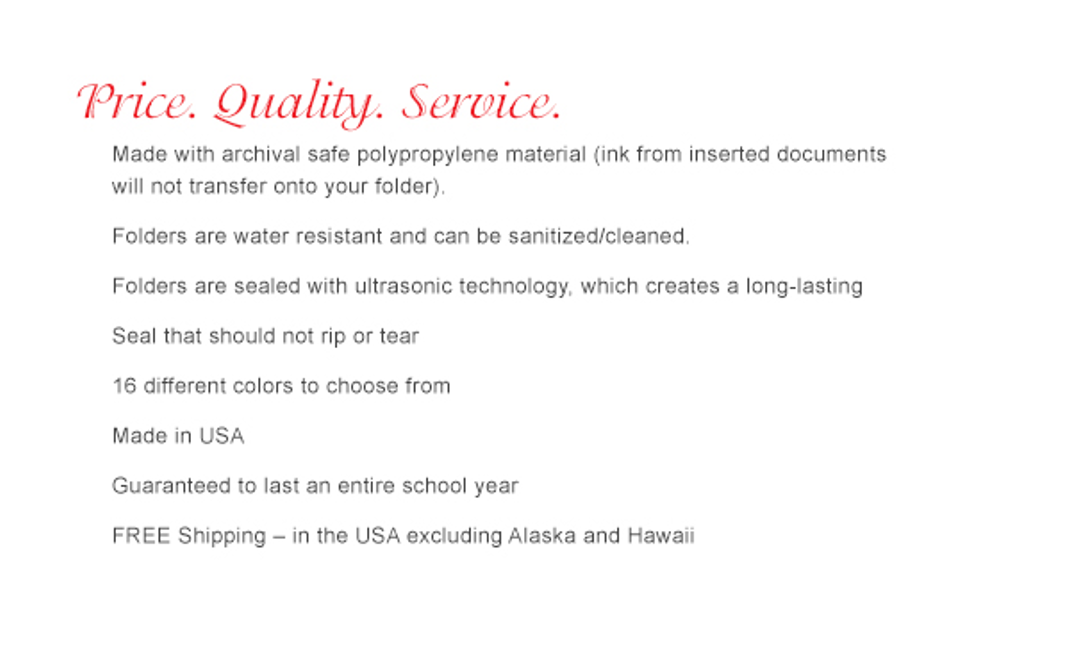 Price. Quality. Service.
Made with archival safe polypropylene material (ink from inserted documents
will not transfer onto your folder).
Folders are water resistant and can be sanitized/cleaned.
Folders are sealed with ultrasonic technology, which creates a long-lasting
Seal that should not rip or tear
16 different colors to choose from
Made in USA
Guaranteed to last an entire school year
FREE Shipping – in the USA excluding Alaska and Hawaii